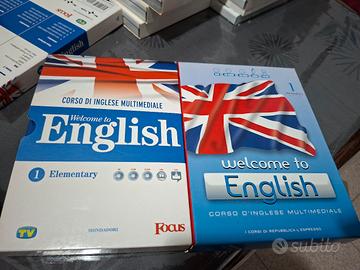 CORSO DI INGLESE MULTIMEDIALE
Welcome to
English
1 Elementary
TV
MONDADORI
FOCUS
1
welcome to
English
CORSO D'INGLESE MULTIMEDIALE
I CORSI DI REPUBBLICA L'ESPRESSO
subito